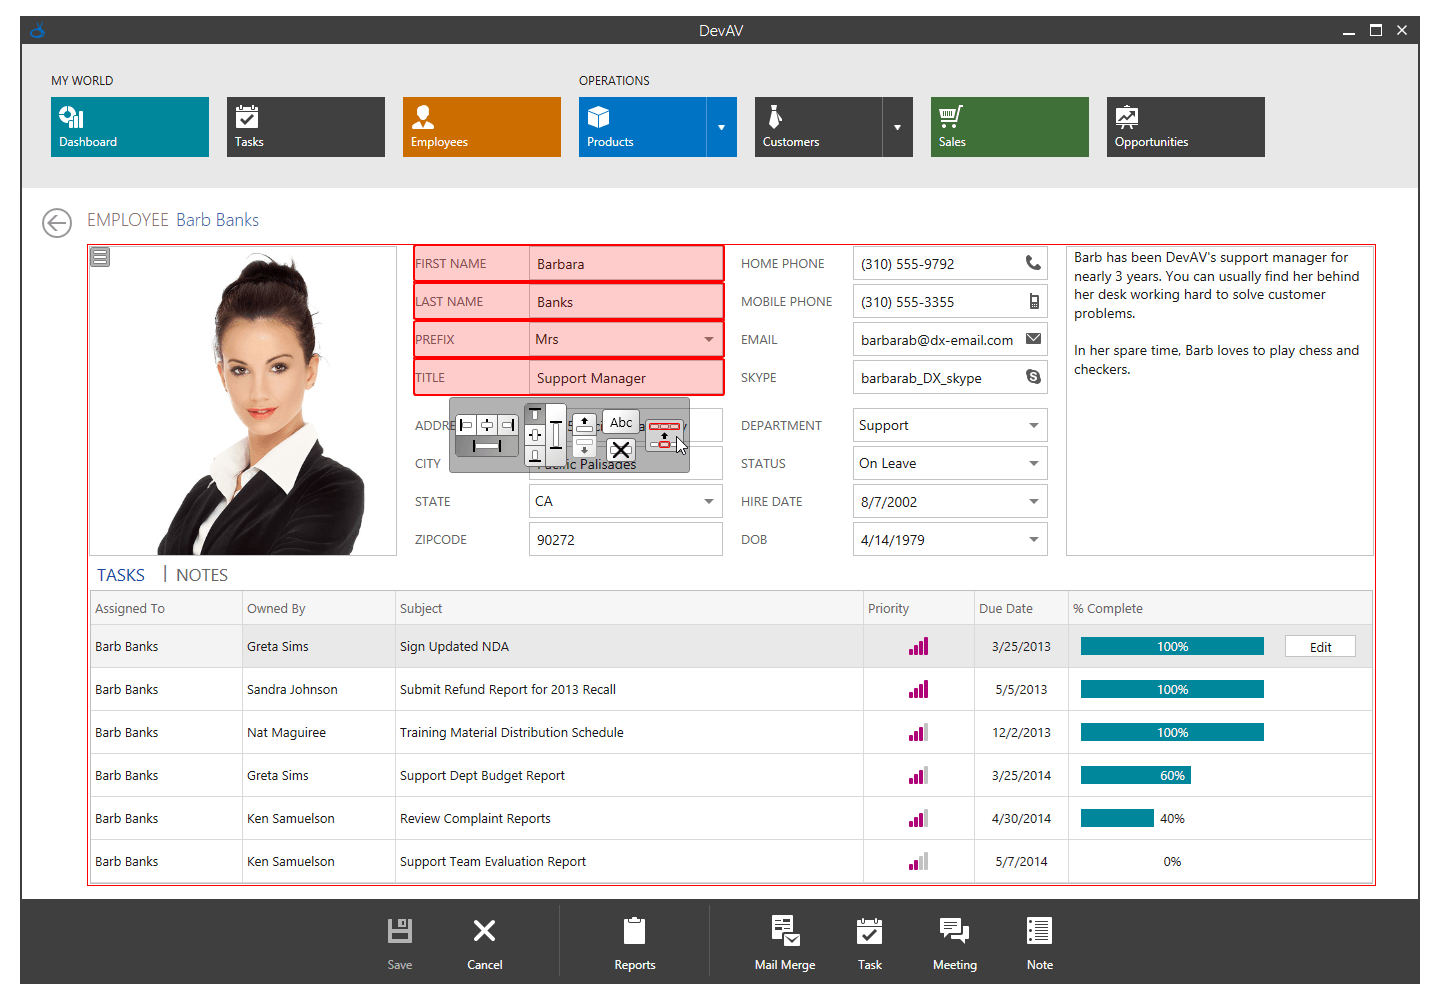 DevAV
MY WORLD
OPERATIONS
Dashboard
Tasks
Employees
Products
Customers
Sales
Opportunities
EMPLOYEE Barb Banks
FIRST NAME Barbara
LAST NAME Banks
PREFIX Mrs
TITLE Support Manager
CITY Pacific Palisades
STATE CA
ZIPCODE 90272
Abc
HOME PHONE (310) 555-9792
MOBILE PHONE (310) 555-3355
EMAIL barbarab@dx-email.com
SKYPE barbarab_DX_skype
DEPARTMENT Support
STATUS On Leave
HIRE DATE 8/7/2002
DOB 4/14/1979
Barb has been DevAV's support manager for
nearly 3 years. You can usually find her behind
her desk working hard to solve customer
problems.
In her spare time, Barb loves to play chess and
checkers.
TASKS | NOTES
Assigned To Owned By Subject Priority Due Date % Complete
Barb Banks Greta Sims Sign Updated NDA 3/25/2013 100% Edit
Barb Banks Sandra Johnson Submit Refund Report for 2013 Recall 5/5/2013 100%
Barb Banks Nat Maguiree Training Material Distribution Schedule 12/2/2013 100%
Barb Banks Greta Sims Support Dept Budget Report 3/25/2014 60%
Barb Banks Ken Samuelson Review Complaint Reports 4/30/2014 40%
Barb Banks Ken Samuelson Support Team Evaluation Report 5/7/2014 0%
Save
Cancel
Reports
Mail Merge
Task
Meeting
Note